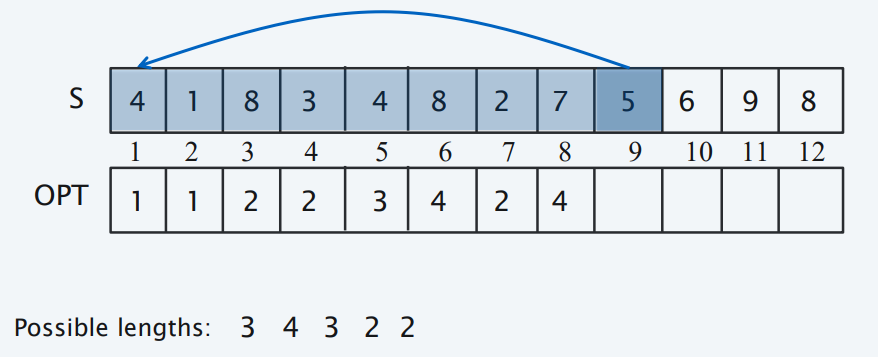 S 4 1 8 3 4 8 2 7 5 6 9 8
1 2 3 4 5 6 7 8 9 10 11 12
OPT 1 1 2 2 3 4 2 4
Possible lengths: 3 4 3 2 2